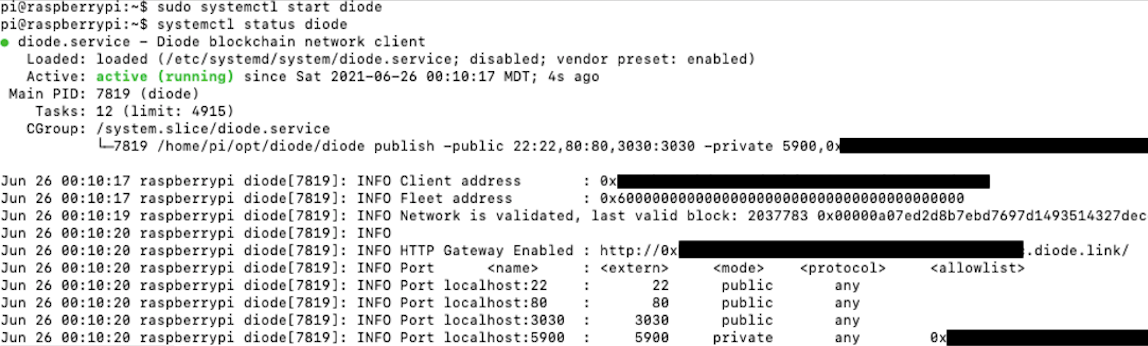 pi@raspberrypi:~$ sudo systemctl start diode
pi@raspberrypi:~$ systemctl status diode
● diode.service - Diode blockchain network client
Loaded: loaded (/etc/systemd/system/diode.service; disabled; vendor preset: enabled)
Active: active (running) since Sat 2021-06-26 00:10:17 MDT; 4s ago
Main PID: 7819 (diode)
Tasks: 12 (limit: 4915)
CGroup: /system.slice/diode.service
└─7819 /home/pi/opt/diode/diode publish -public 22:22,80:80,3030:3030 -private 5900,0x
Jun 26 00:10:17 raspberrypi diode[7819]: INFO Client address : 0x
Jun 26 00:10:17 raspberrypi diode[7819]: INFO Fleet address : 0x6000000000000000000000000000000000000000
Jun 26 00:10:19 raspberrypi diode[7819]: INFO Network is validated, last valid block: 2037783 0x00000a07ed2d8b7ebd7697d1493514327dec
Jun 26 00:10:20 raspberrypi diode[7819]: INFO
Jun 26 00:10:20 raspberrypi diode[7819]: INFO HTTP Gateway Enabled : http://0x .diode.link/
Jun 26 00:10:20 raspberrypi diode[7819]: INFO Port <name> : <extern> <mode> <protocol> <allowlist>
Jun 26 00:10:20 raspberrypi diode[7819]: INFO Port localhost:22 : 22 public any
Jun 26 00:10:20 raspberrypi diode[7819]: INFO Port localhost:80 : 80 public any
Jun 26 00:10:20 raspberrypi diode[7819]: INFO Port localhost:3030 : 3030 public any
Jun 26 00:10:20 raspberrypi diode[7819]: INFO Port localhost:5900 : 5900 private any 0x